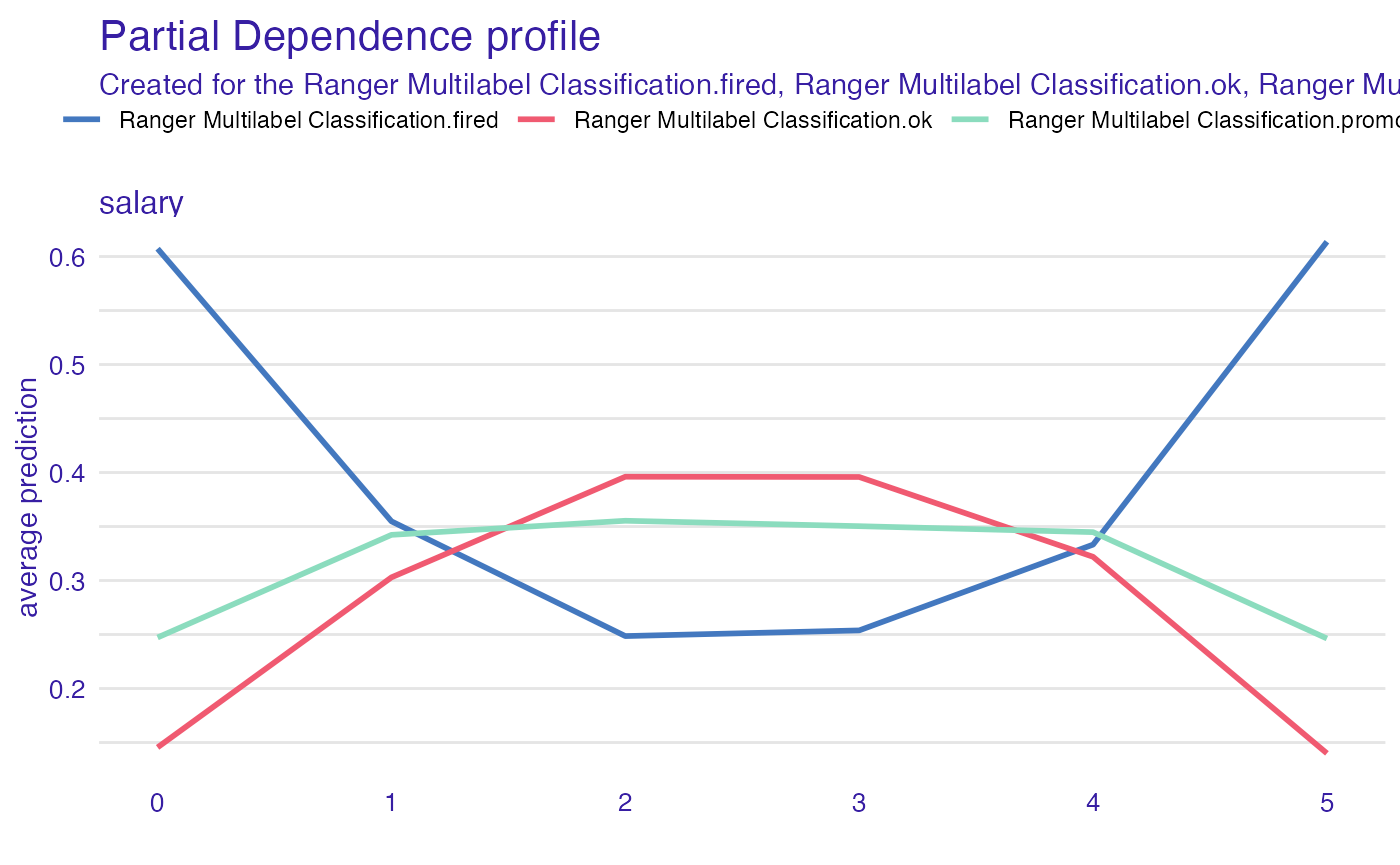 Partial Dependence profile
Created for the Ranger Multilabel Classification.fired, Ranger Multilabel Classification.ok, Ranger Mu
Ranger Multilabel Classification.fired Ranger Multilabel Classification.ok Ranger Multilabel Classification.promo
salary
0.6
0.5
0.4
0.3
0.2
average prediction
0 1 2 3 4 5